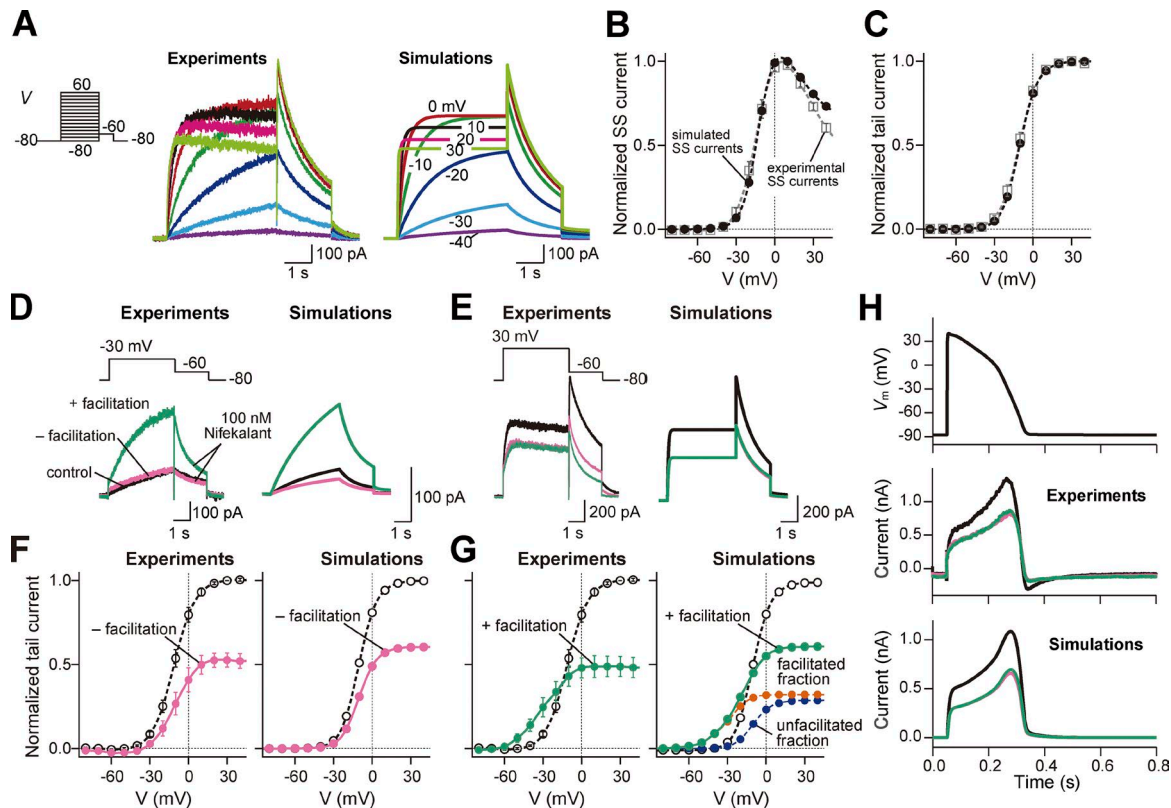 A
Experiments
Simulations
V
60
-80
-60
-80
-80
0 mV
10
20
30
-10
-20
-30
-40
100 pA
1 s
100 pA
1 s
B
Normalized SS current
1.0
0.5
0.0
simulated
SS currents
experimental
SS currents
-60
-30
0
30
V (mV)
C
Normalized tail current
1.0
0.5
0.0
-60
-30
0
30
V (mV)
D
Experiments
Simulations
-30 mV
-60
-80
+ facilitation
– facilitation
control
100 nM
Nifekalant
100 pA
1 s
100 pA
1 s
E
Experiments
Simulations
30 mV
-60
-80
200 pA
1 s
200 pA
1 s
F
Experiments
Simulations
Normalized tail current
1.0
0.5
0.0
– facilitation
– facilitation
-60
-30
0
30
-60
-30
0
30
V (mV)
V (mV)
G
Experiments
Simulations
1.0
0.5
0.0
+ facilitation
+ facilitation
facilitated
fraction
unfacilitated
fraction
-60
-30
0
30
-60
-30
0
30
V (mV)
V (mV)
H
Vm (mV)
30
0
-30
-60
-90
Experiments
Current (nA)
1.0
0.5
0.0
Simulations
Current (nA)
1.0
0.5
0.0
0.0
0.2
0.4
0.6
0.8
Time (s)